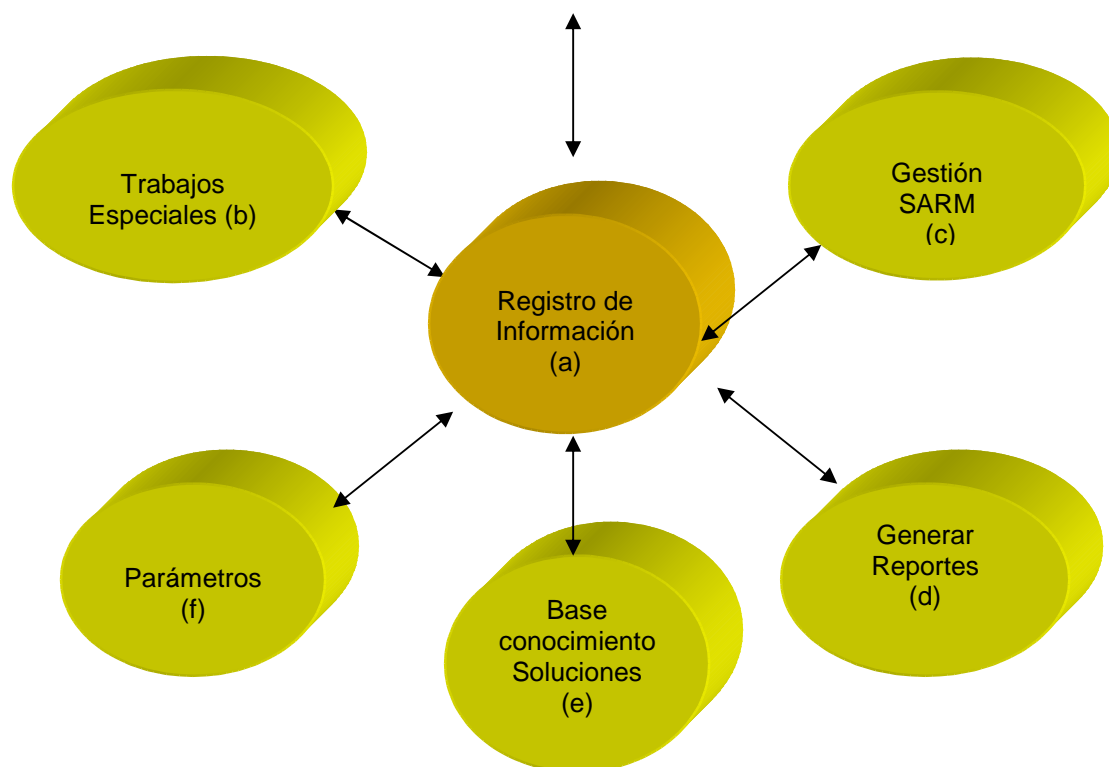 Trabajos
Especiales (b)
Gestión
SARM
(c)
Registro de
Información
(a)
Parámetros
(f)
Base
conocimiento
Soluciones
(e)
Generar
Reportes
(d)